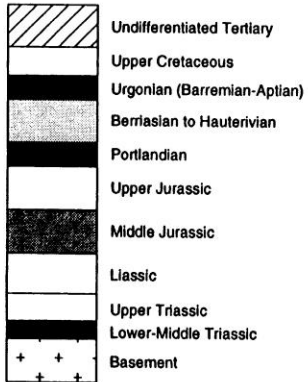 Undifferentiated Tertiary
Upper Cretaceous
Urgonian (Barremian-Aptian)
Berriasian to Hauterivian
Portlandian
Upper Jurassic
Middle Jurassic
Liassic
Upper Triassic
Lower-Middle Triassic
Basement